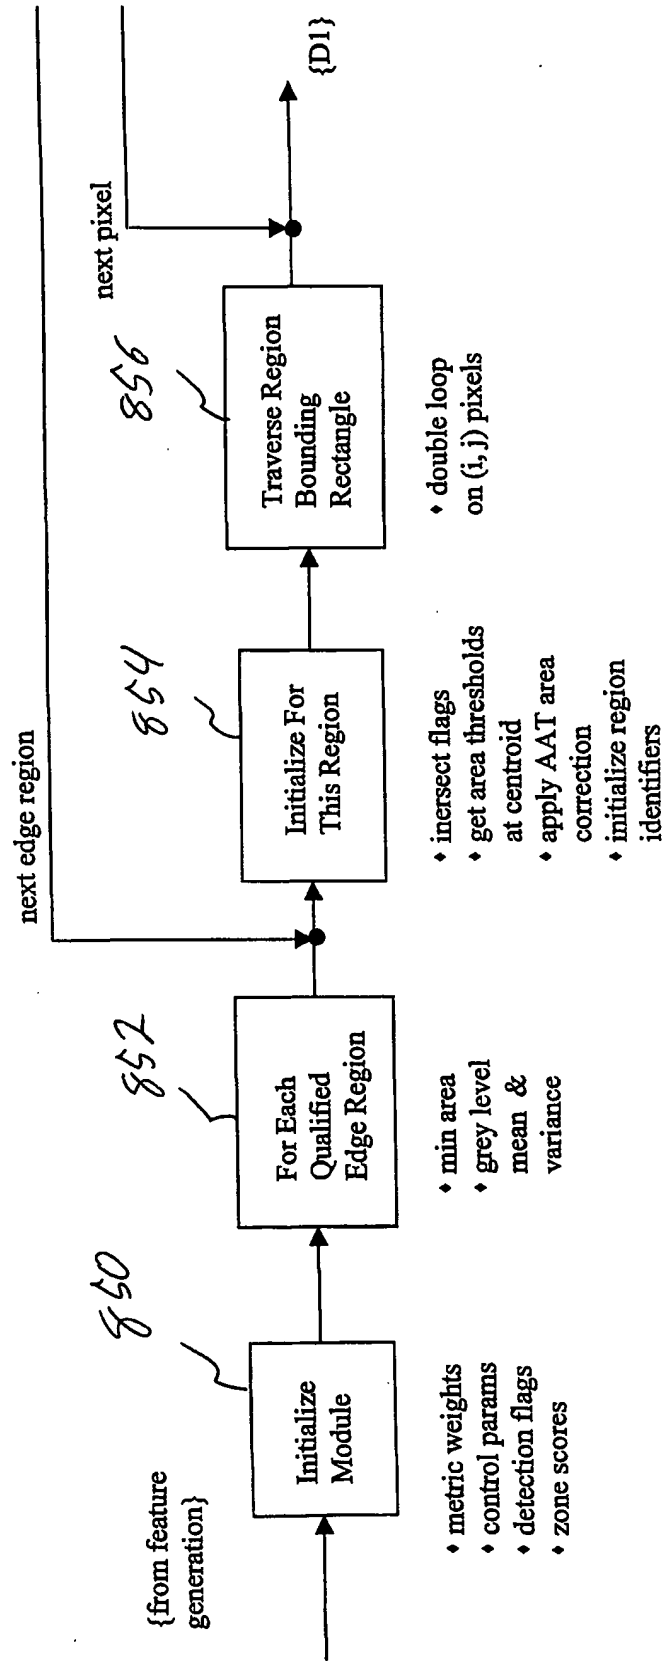 next edge region
next pixel
{from feature
generation}
850
Initialize
Module
♦ metric weights
♦ control params
♦ detection flags
♦ zone scores
852
For Each
Qualified
Edge Region
♦ min area
♦ grey level
mean &
variance
854
Initialize For
This Region
♦ inersect flags
♦ get area thresholds
at centroid
♦ apply AAT area
correction
♦ initialize region
identifiers
856
Traverse Region
Bounding
Rectangle
♦ double loop
on (i, j) pixels
{D1}